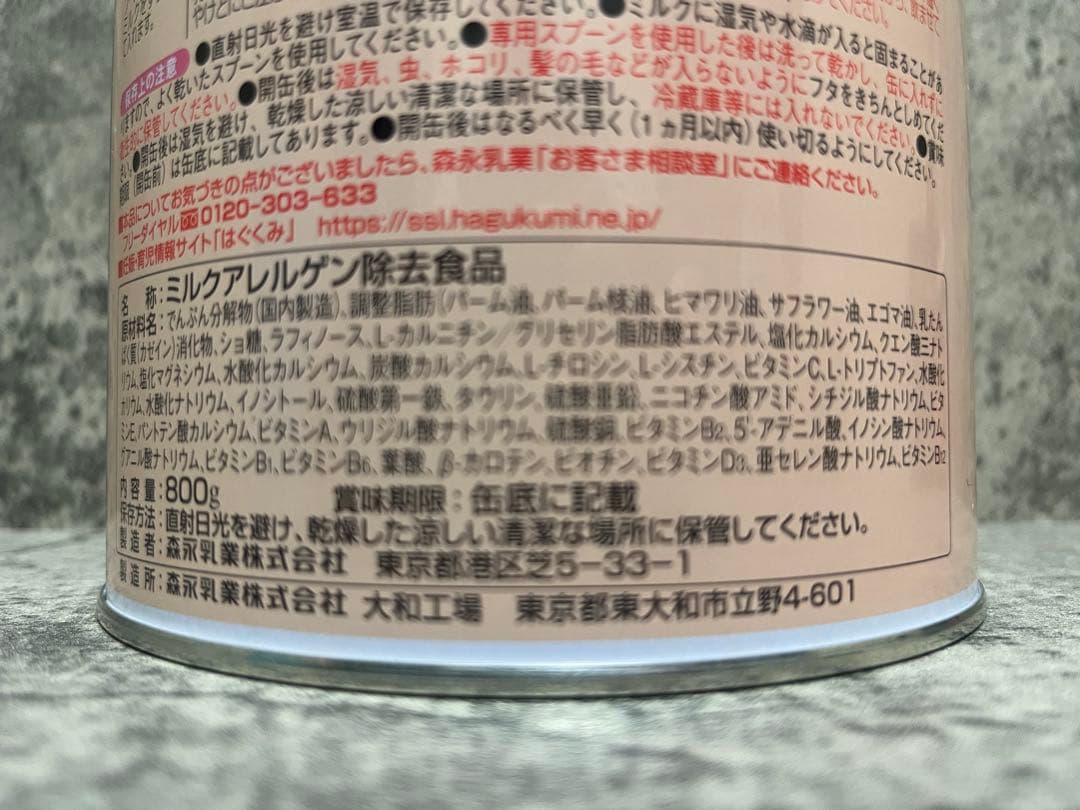 ミルクを
て入れます。
やけどにご注
保存上の注意
●直射日光を避け室温で保存してください。●ミルクに湿気や水滴が入ると固まることがあ
りますので、よく乾いたスプーンを使用してください。●専用スプーンを使用した後は洗って乾かし、缶に入れずに
衛生的に保管してください。●開缶後は湿気、虫、ホコリ、髪の毛などが入らないようにフタをきちんとしめてくだ
さい。●開缶後は湿気を避け、乾燥した涼しい清潔な場所に保管し、冷蔵庫等には入れないでください。●賞味
期限(開缶前)は缶底に記載してあります。●開缶後はなるべく早く(1ヵ月以内)使い切るようにしてください。
■本品についてお気づきの点がございましたら、森永乳業「お客さま相談室」にご連絡ください。
フリーダイヤル 0120-303-633
■妊娠・育児情報サイト「はぐくみ」 https://ssl.hagukumi.ne.jp/
名 称:ミルクアレルゲン除去食品
原材料名:でんぷん分解物(国内製造)、調整脂肪(パーム油、パーム核油、ヒマワリ油、サフラワー油、エゴマ油)、乳たん
ぱく質(カゼイン)消化物、ショ糖、ラフィノース、L-カルニチン/グリセリン脂肪酸エステル、塩化カルシウム、クエン酸三ナト
リウム、塩化マグネシウム、水酸化カルシウム、炭酸カルシウム、L-チロシン、L-シスチン、ビタミンC、L-トリプトファン、水酸化
カリウム、水酸化ナトリウム、イノシトール、硫酸第一鉄、タウリン、硫酸亜鉛、ニコチン酸アミド、シチジル酸ナトリウム、ビタ
ミンE、パントテン酸カルシウム、ビタミンA、ウリジル酸ナトリウム、硫酸銅、ビタミンB2、5'-アデニル酸、イノシン酸ナトリウム、
グアニル酸ナトリウム、ビタミンB1、ビタミンB6、葉酸、β-カロテン、ビオチン、ビタミンD3、亜セレン酸ナトリウム、ビタミンB12
内容量:800g 賞味期限:缶底に記載
保存方法:直射日光を避け、乾燥した涼しい清潔な場所に保管してください。
製造者:森永乳業株式会社 東京都港区芝5-33-1
製造所:森永乳業株式会社 大和工場 東京都東大和市立野4-601